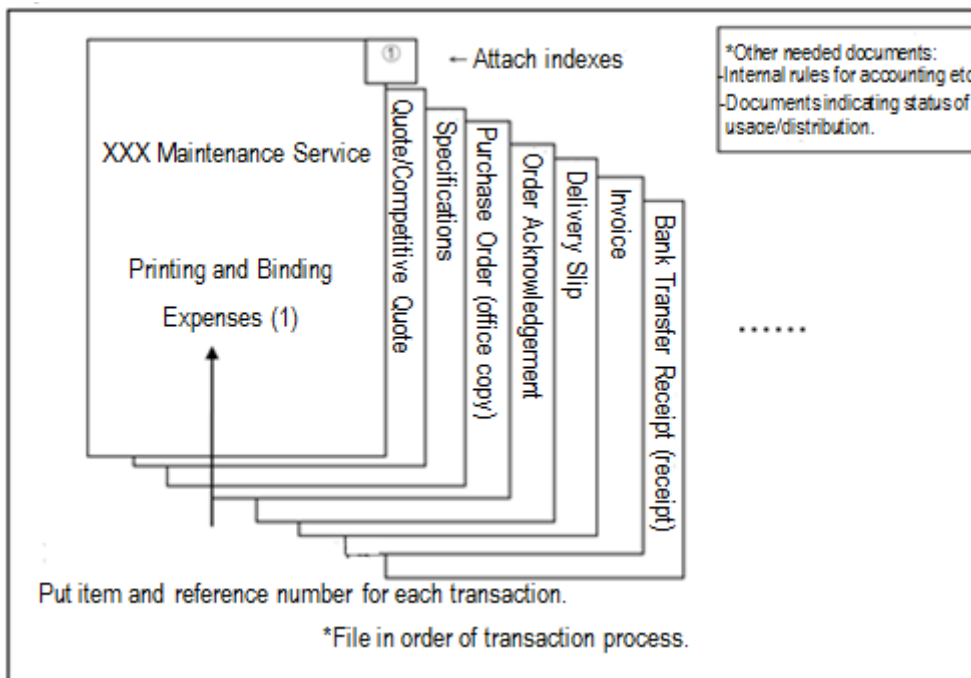 ①
← Attach indexes
*Other needed documents:
-Internal rules for accounting etc
-Documents indicating status of
usage/distribution.
XXX Maintenance Service
Printing and Binding
Expenses (1)
Quote/Competitive Quote
Specifications
Purchase Order (office copy)
Order Acknowledgement
Delivery Slip
Invoice
Bank Transfer Receipt (receipt)
......
Put item and reference number for each transaction.
*File in order of transaction process.